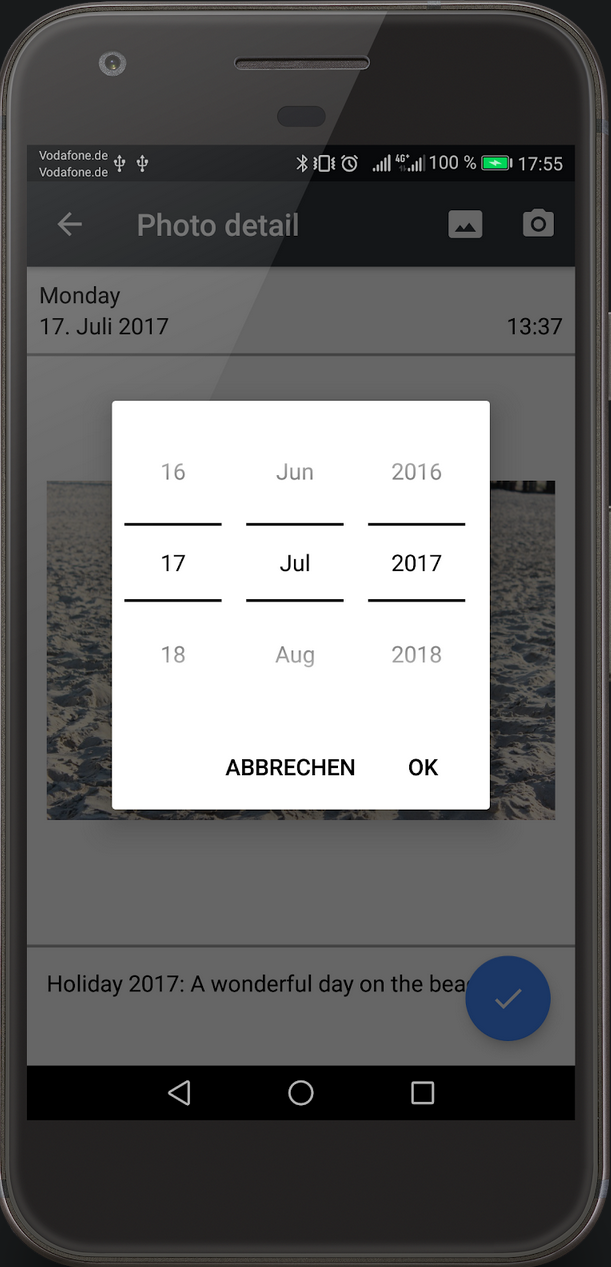 Vodafone.de
Vodafone.de
4G+ 100 % 17:55
Photo detail
Monday
17. Juli 2017 13:37
16 Jun 2016
17 Jul 2017
18 Aug 2018
ABBRECHEN OK
Holiday 2017: A wonderful day on the bea